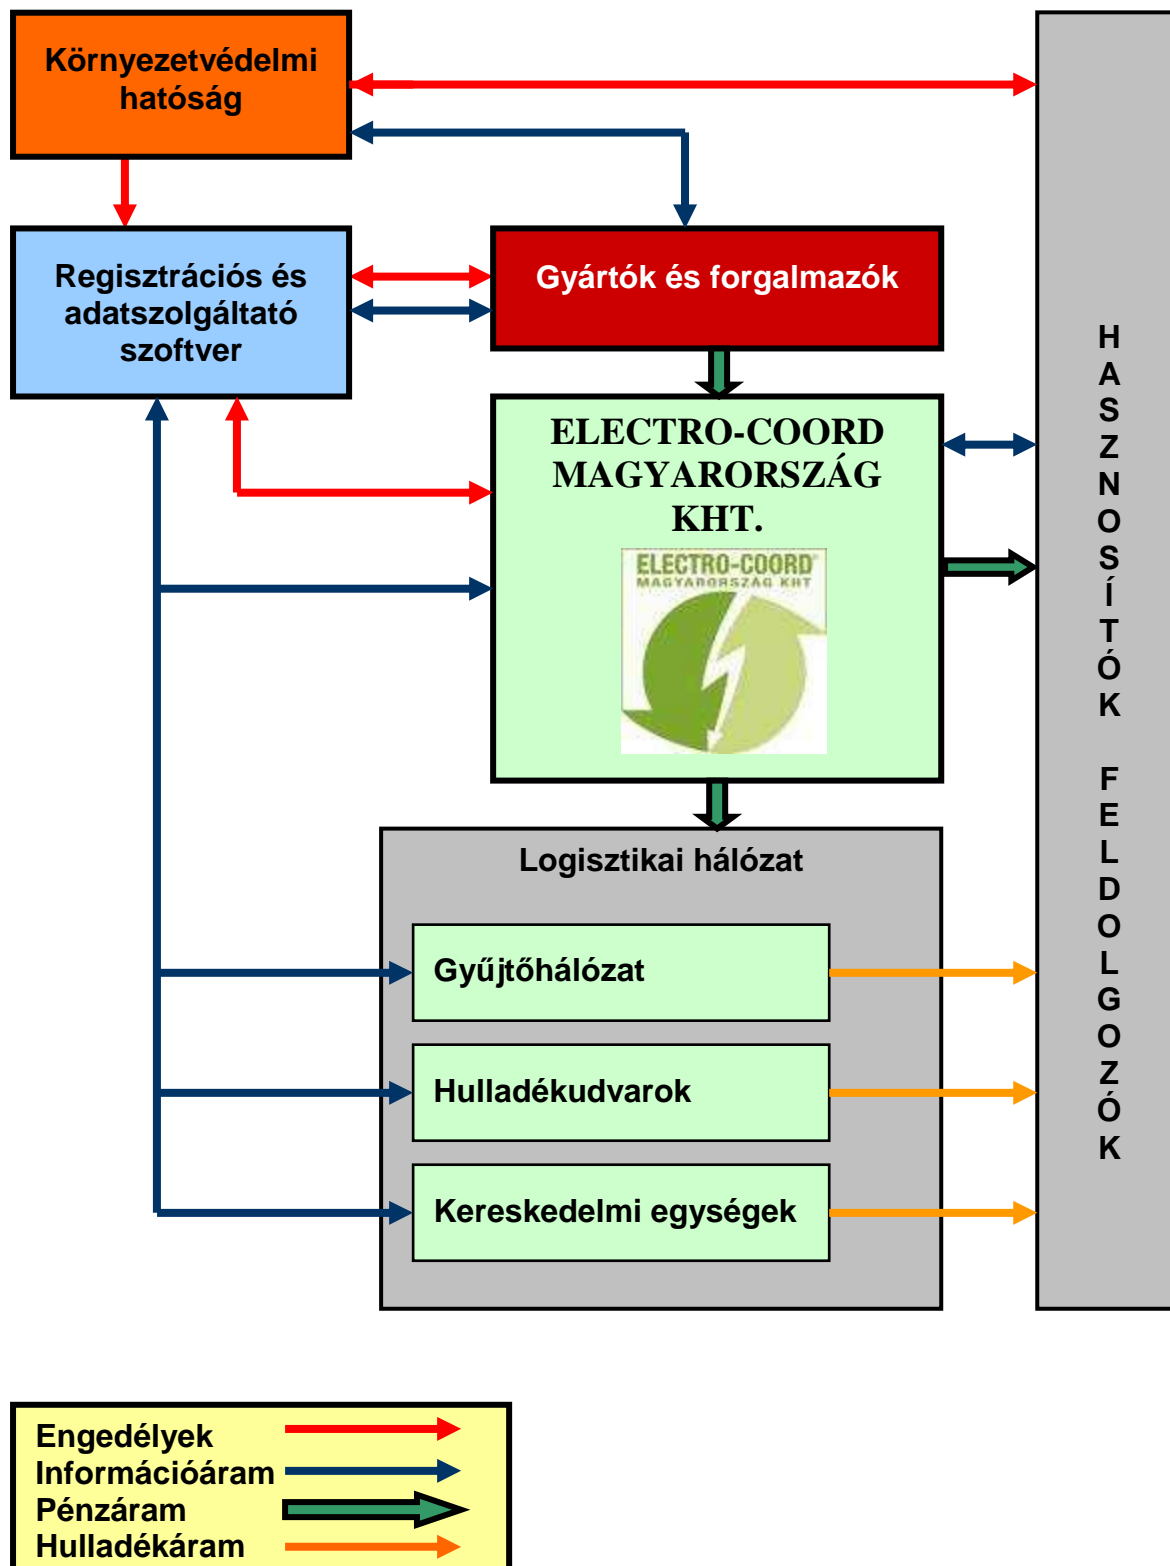 Környezetvédelmi
hatóság
Regisztrációs és
adatszolgáltató
szoftver
Gyártók és forgalmazók
ELECTRO-COORD
MAGYARORSZÁG
KHT.
ELECTRO-COORD
MAGYARORSZÁG KHT
Logisztikai hálózat
Gyűjtőhálózat
Hulladékudvarok
Kereskedelmi egységek
HASZNOSÍTÓK FELDOLGOZÓK
Engedélyek
Információáram
Pénzáram
Hulladékáram